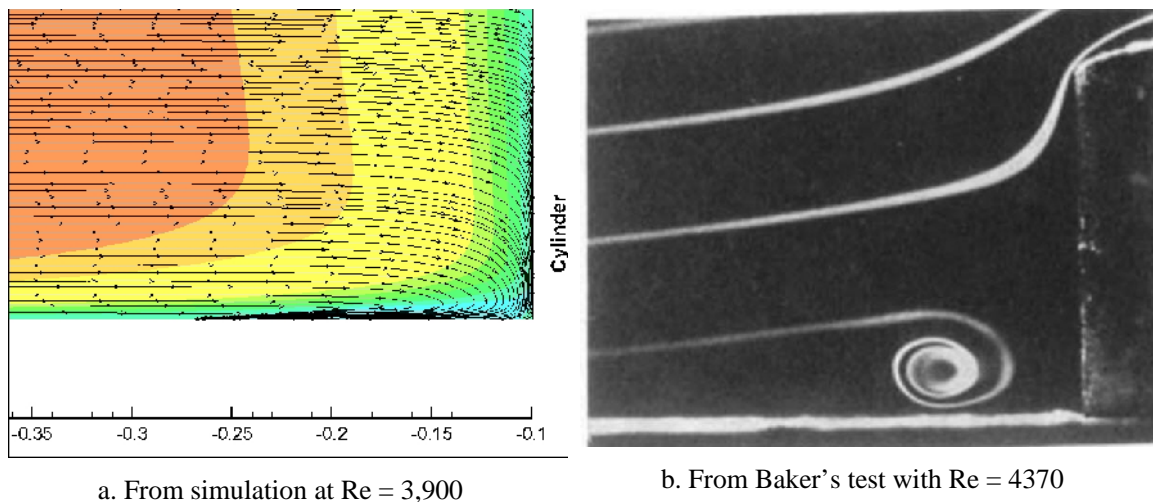 Cylinder
-0.35 -0.3 -0.25 -0.2 -0.15 -0.1
a. From simulation at Re = 3,900
b. From Baker’s test with Re = 4370